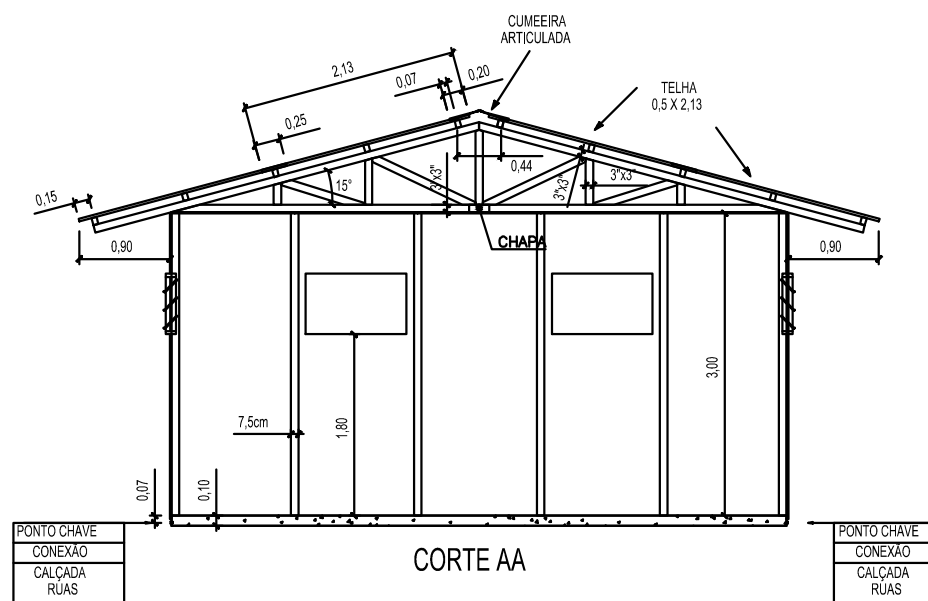 CUMEEIRA
ARTICULADA
2,13
0,07
0,20
TELHA
0,5 X 2,13
0,25
0,44
0,15
15°
3"x3"
3"x3"
3"x3"
0,90
CHAPA
0,90
3,00
7,5cm
1,80
0,07
0,10
PONTO CHAVE
CONEXÃO
CALÇADA
RUAS
CORTE AA
PONTO CHAVE
CONEXÃO
CALÇADA
RUAS